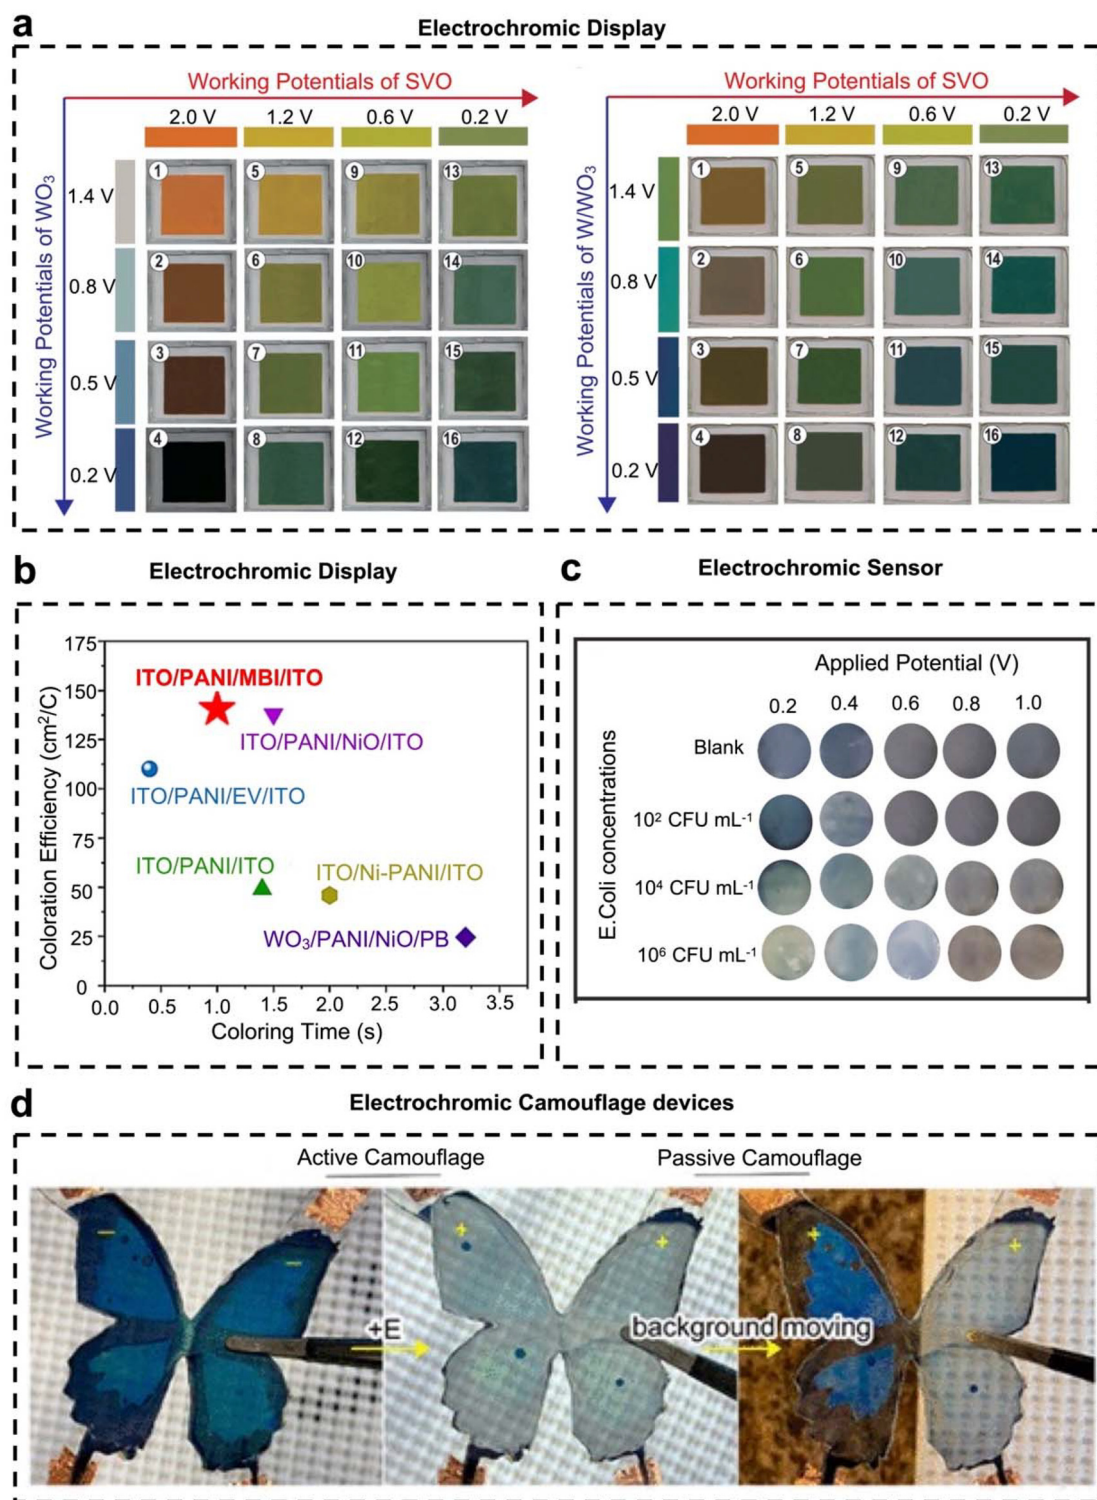 a
Electrochromic Display
Working Potentials of SVO
2.0 V 1.2 V 0.6 V 0.2 V
Working Potentials of WO₃
1.4 V
0.8 V
0.5 V
0.2 V
1 5 9 13
2 6 10 14
3 7 11 15
4 8 12 16
Working Potentials of SVO
2.0 V 1.2 V 0.6 V 0.2 V
Working Potentials of W/WO₃
1.4 V
0.8 V
0.5 V
0.2 V
1 5 9 13
2 6 10 14
3 7 11 15
4 8 12 16
b
Electrochromic Display
Coloration Efficiency (cm²/C)
175
150
125
100
75
50
25
0
ITO/PANI/MBI/ITO
ITO/PANI/NiO/ITO
ITO/PANI/EV/ITO
ITO/PANI/ITO
ITO/Ni-PANI/ITO
WO₃/PANI/NiO/PB
0.0 0.5 1.0 1.5 2.0 2.5 3.0 3.5
Coloring Time (s)
c
Electrochromic Sensor
Applied Potential (V)
0.2 0.4 0.6 0.8 1.0
E.Coli concentrations
Blank
10² CFU mL⁻¹
10⁴ CFU mL⁻¹
10⁶ CFU mL⁻¹
d
Electrochromic Camouflage devices
Active Camouflage
Passive Camouflage
− −
+ +
+ +
+E
background moving